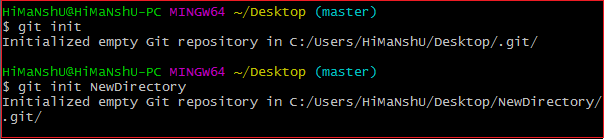 HiMaNshU@HiMaNshU-PC MINGW64 ~/Desktop (master)
$ git init
Initialized empty Git repository in C:/Users/HiMaNshU/Desktop/.git/
HiMaNshU@HiMaNshU-PC MINGW64 ~/Desktop (master)
$ git init NewDirectory
Initialized empty Git repository in C:/Users/HiMaNshU/Desktop/NewDirectory/
.git/